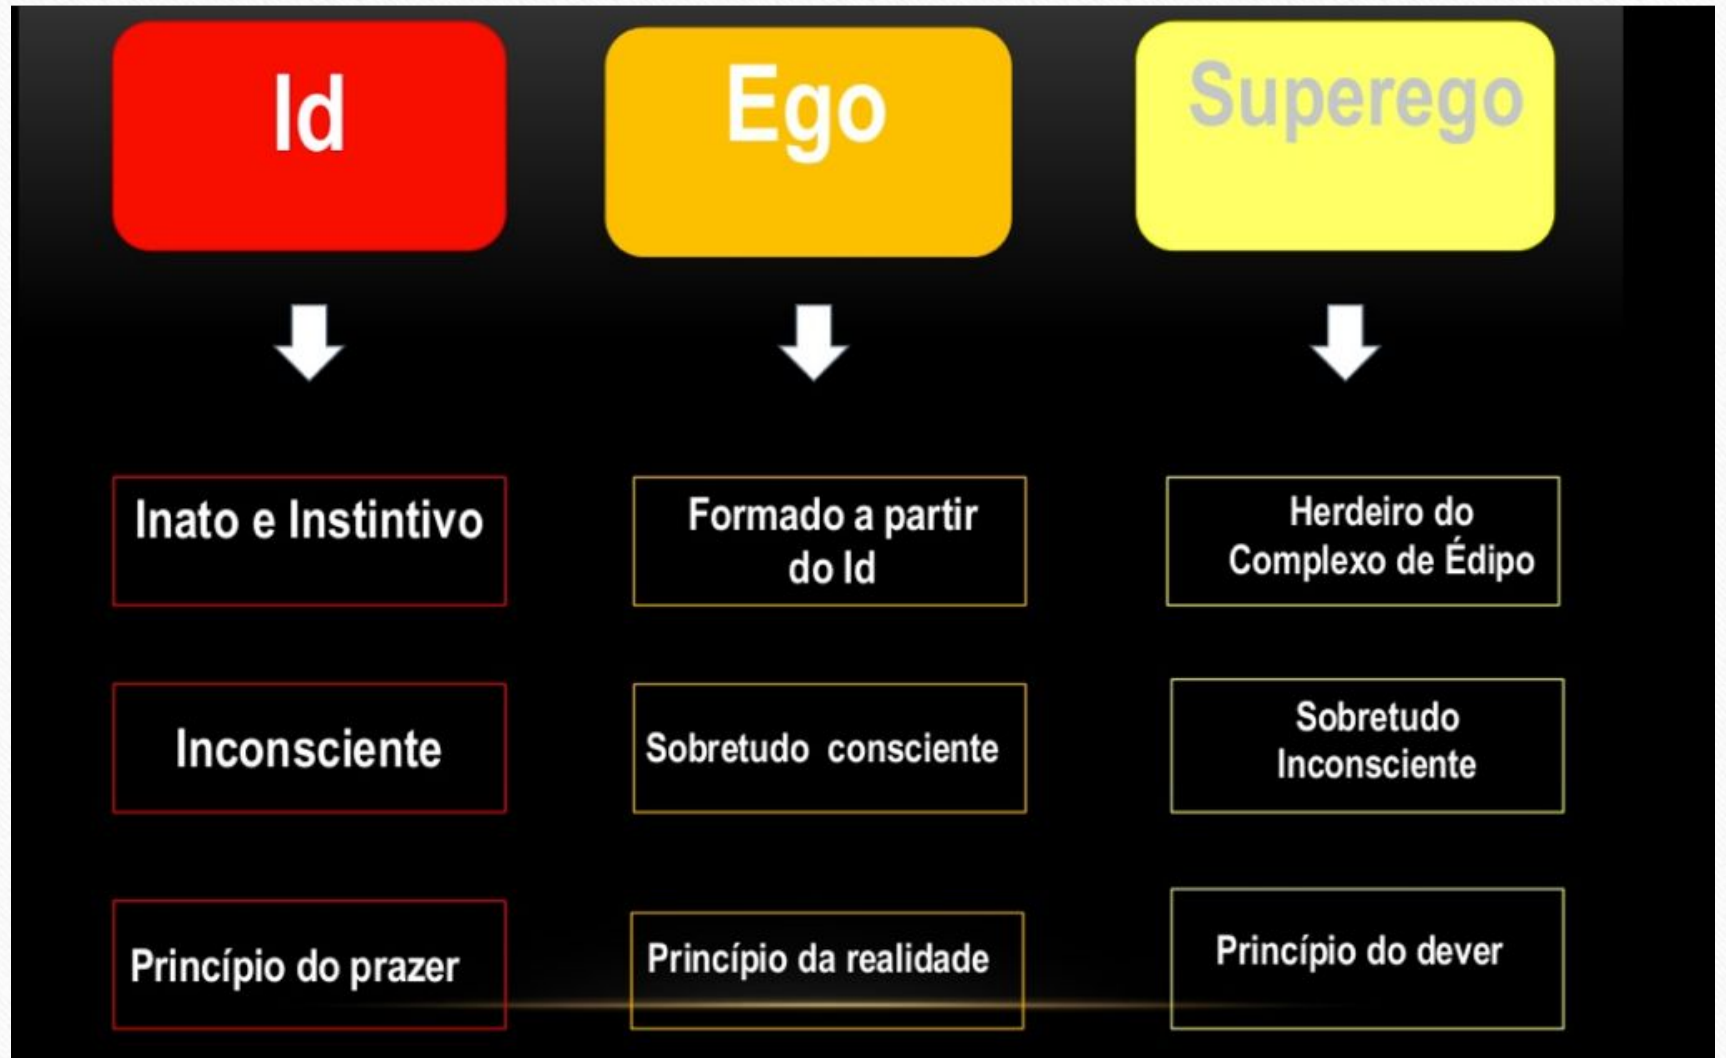 Id
Ego
Superego
Inato e Instintivo
Formado a partir
do Id
Herdeiro do
Complexo de Édipo
Inconsciente
Sobretudo consciente
Sobretudo
Inconsciente
Princípio do prazer
Princípio da realidade
Princípio do dever